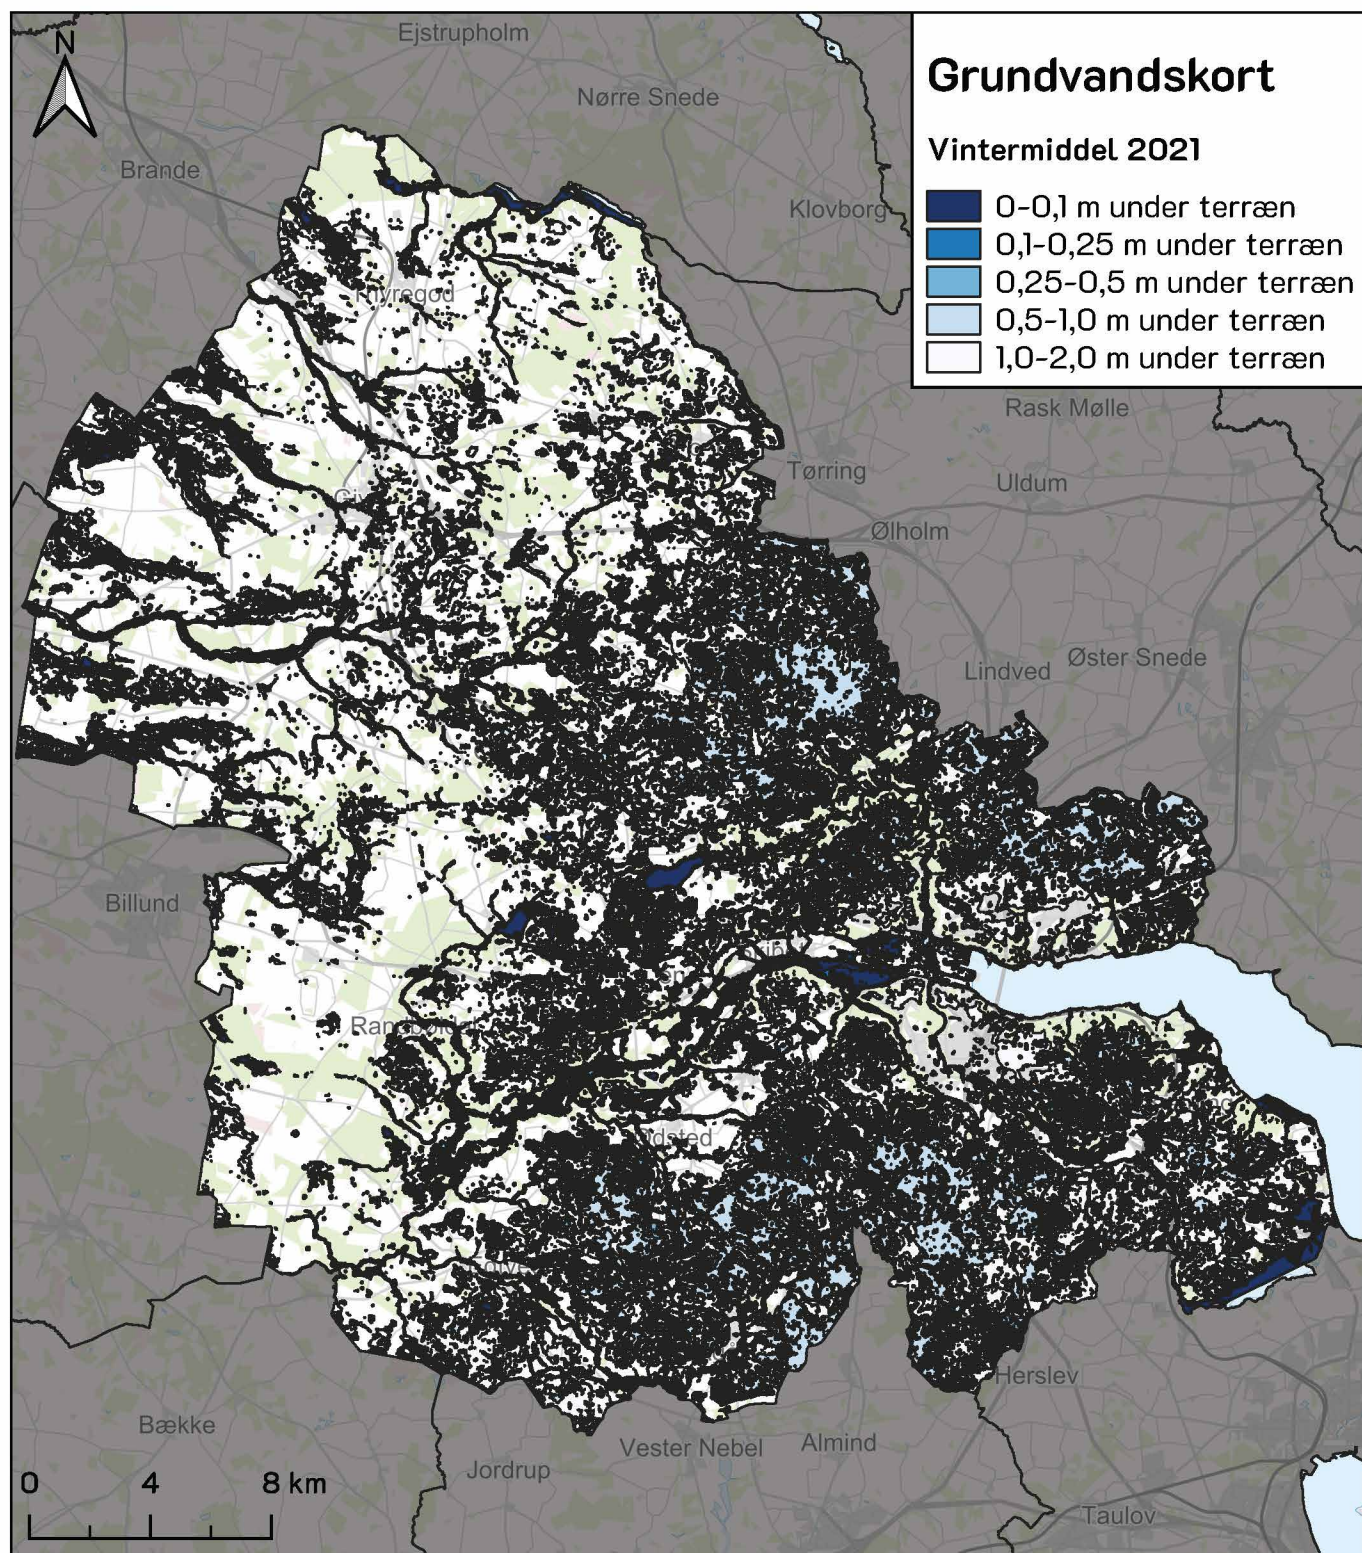 Grundvandskort
Vintermiddel 2021
0-0,1 m under terræn
0,1-0,25 m under terræn
0,25-0,5 m under terræn
0,5-1,0 m under terræn
1,0-2,0 m under terræn
N
Ejstrupholm
Nørre Snede
Brande
Klovborg
Rask Mølle
Tørring
Uldum
Ølholm
Lindved
Øster Snede
Billund
Herslev
Bække
Vester Nebel
Almind
Jordrup
Taulov
0 4 8 km